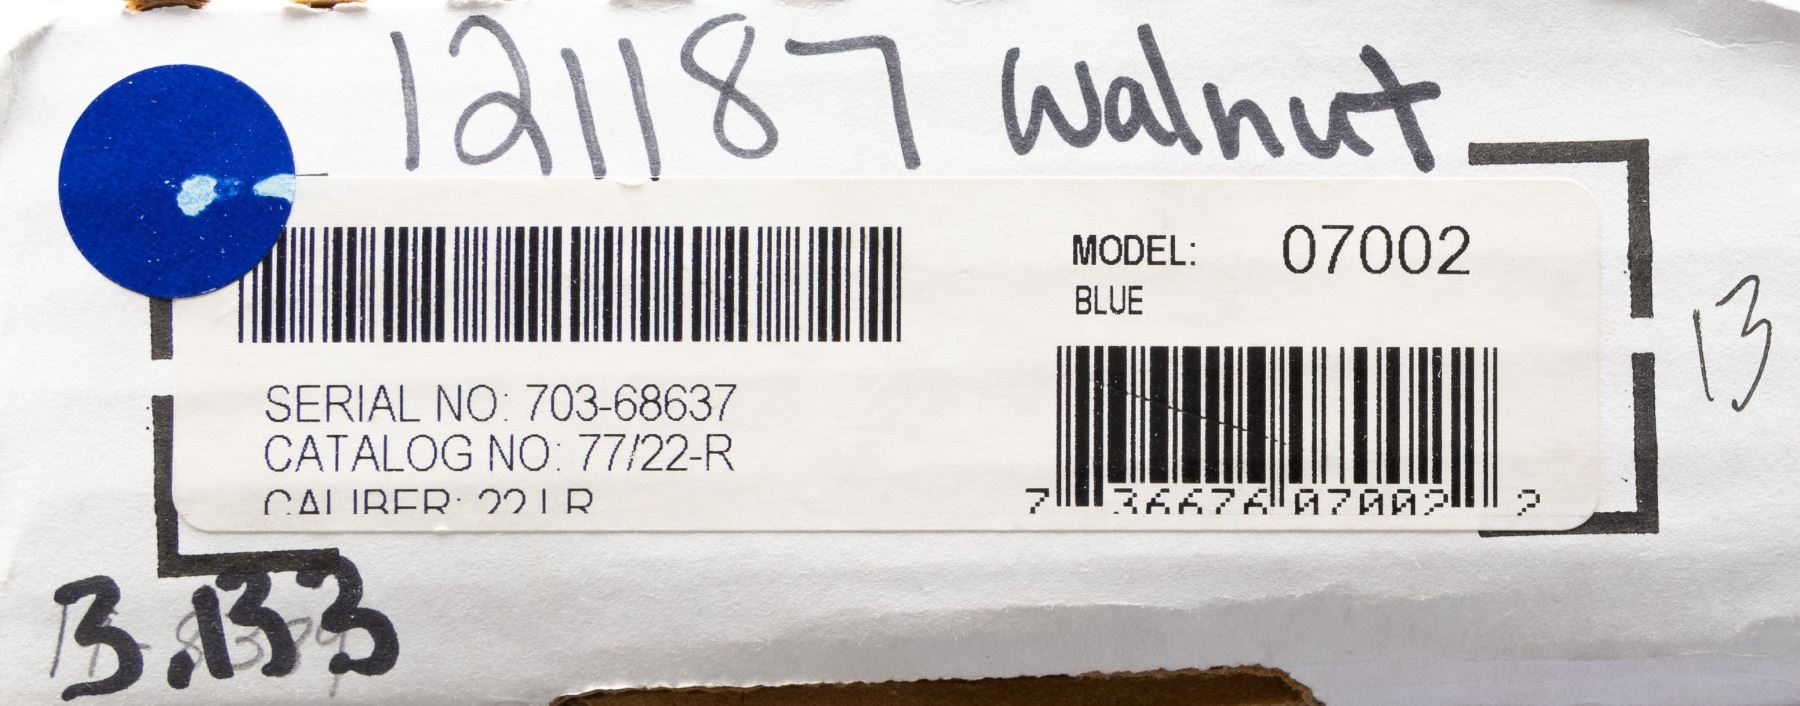 121187 Walnut
MODEL: 07002
BLUE
SERIAL NO: 703-68637
CATALOG NO: 77/22-R
CALIBER: 22 LR
7 36676 07002 2
13
3.133